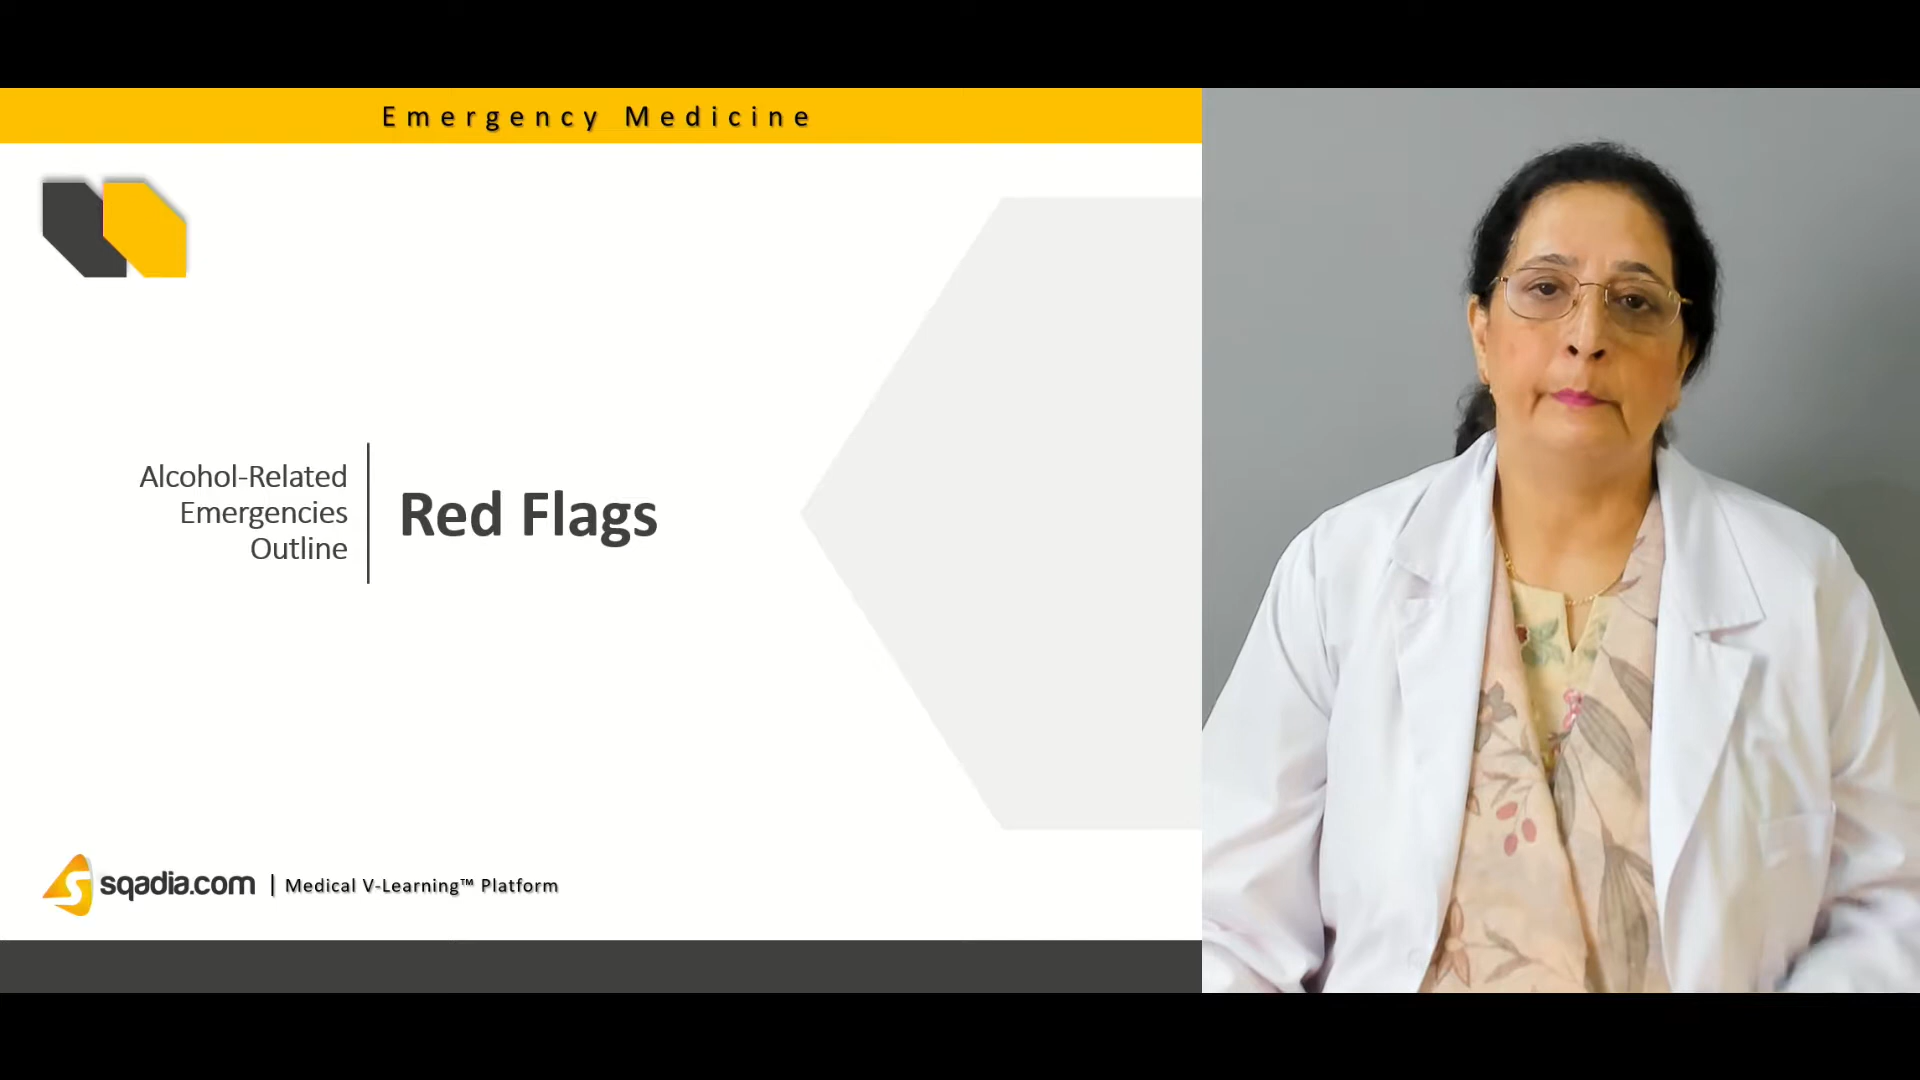 Emergency Medicine
Alcohol-Related
Emergencies
Outline
Red Flags
sqadia.com | Medical V-Learning™ Platform